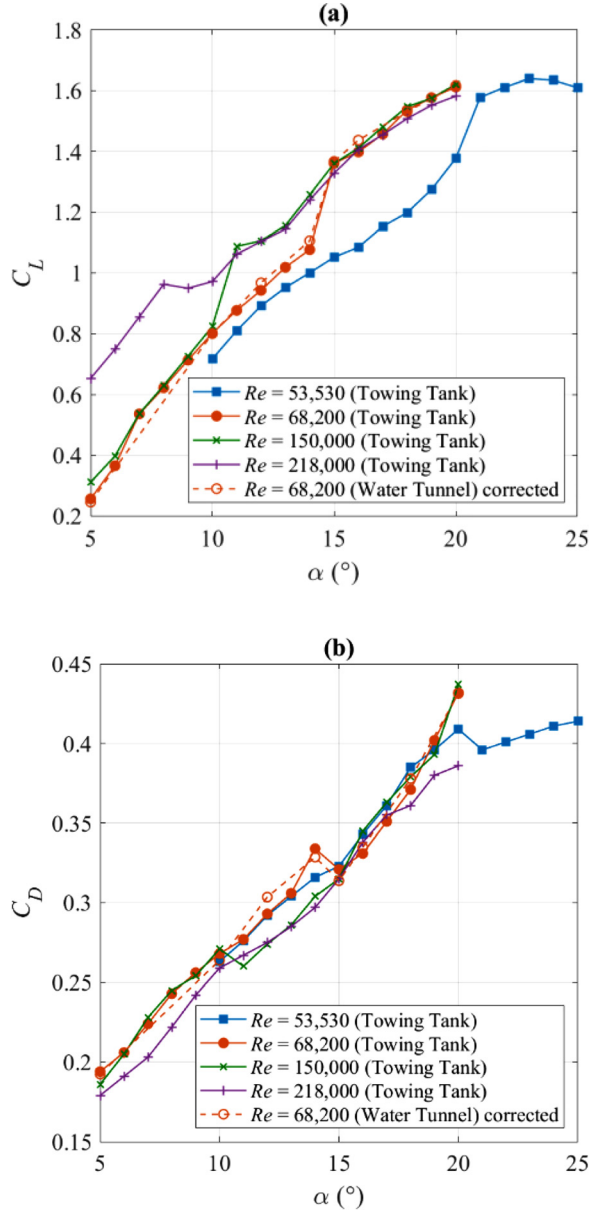 (a)
1.8
1.6
1.4
1.2
1
0.8
0.6
0.4
0.2
C_L
Re = 53,530 (Towing Tank)
Re = 68,200 (Towing Tank)
Re = 150,000 (Towing Tank)
Re = 218,000 (Towing Tank)
Re = 68,200 (Water Tunnel) corrected
5 10 15 20 25
α (°)
(b)
0.45
0.4
0.35
0.3
0.25
0.2
0.15
C_D
Re = 53,530 (Towing Tank)
Re = 68,200 (Towing Tank)
Re = 150,000 (Towing Tank)
Re = 218,000 (Towing Tank)
Re = 68,200 (Water Tunnel) corrected
5 10 15 20 25
α (°)